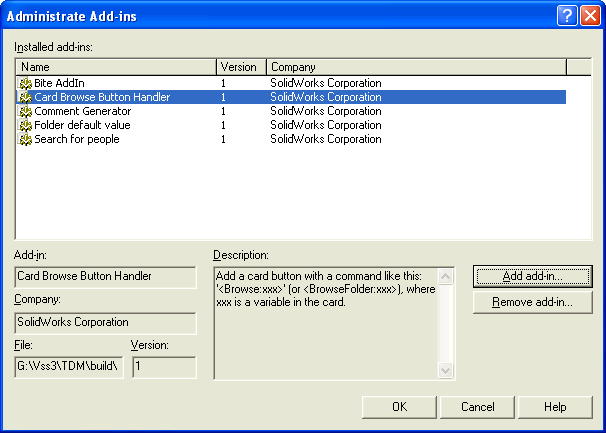 Administrate Add-ins
Installed add-ins:
Name Version Company
Bite AddIn 1 SolidWorks Corporation
Card Browse Button Handler 1 SolidWorks Corporation
Comment Generator 1 SolidWorks Corporation
Folder default value 1 SolidWorks Corporation
Search for people 1 SolidWorks Corporation
Add-in: Description:
Card Browse Button Handler
Add a card button with a command like this:
'<Browse:xxx>' (or <BrowseFolder:xxx>), where
xxx is a variable in the card.
Add add-in...
Remove add-in...
Company:
SolidWorks Corporation
File: Version:
G:\Vss3\TDM\build\ 1
OK Cancel Help